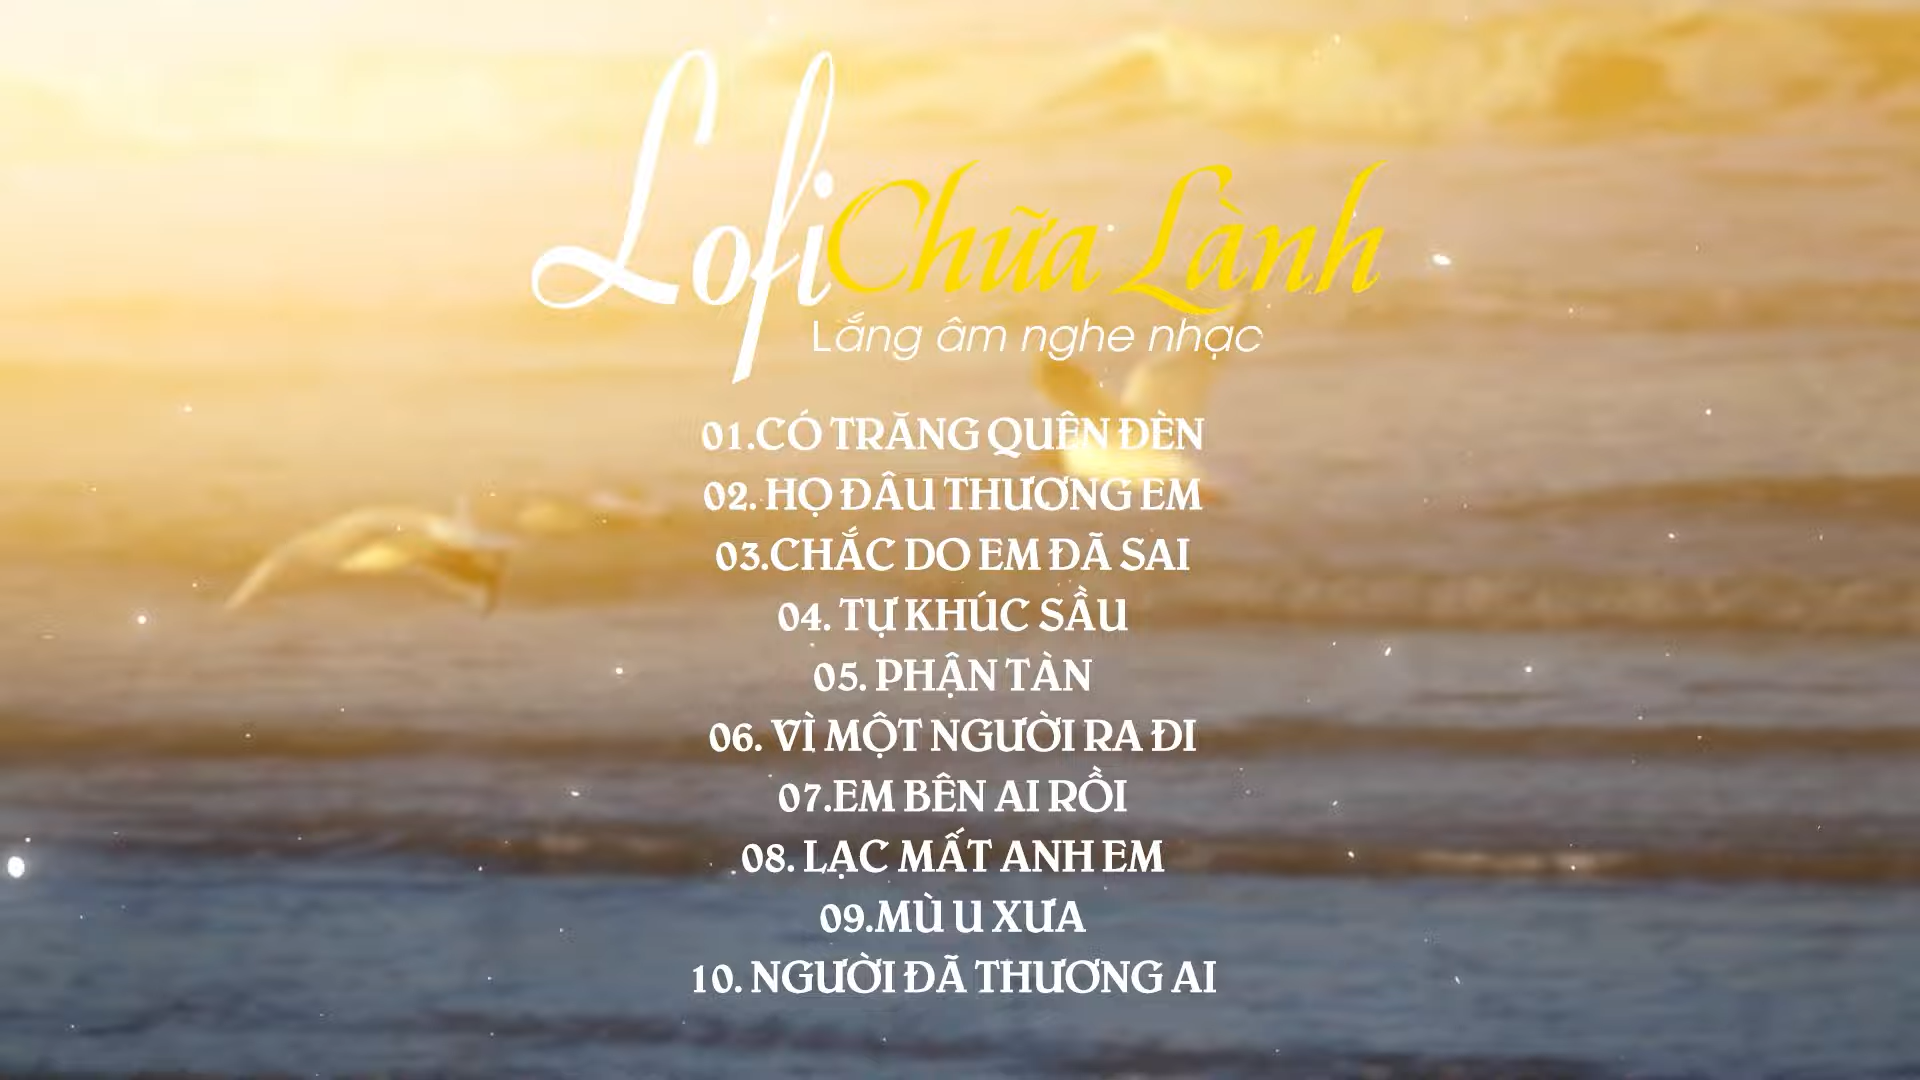 Lofi Chữa Lành
Lắng âm nghe nhạc
01.CÓ TRĂNG QUÊN ĐÈN
02. HỌ ĐÂU THƯƠNG EM
03.CHẮC DO EM ĐÃ SAI
04. TỰ KHÚC SẦU
05. PHẬN TÀN
06. VÌ MỘT NGƯỜI RA ĐI
07.EM BÊN AI RỒI
08. LẠC MẤT ANH EM
09.MÙ U XƯA
10. NGƯỜI ĐÃ THƯƠNG AI